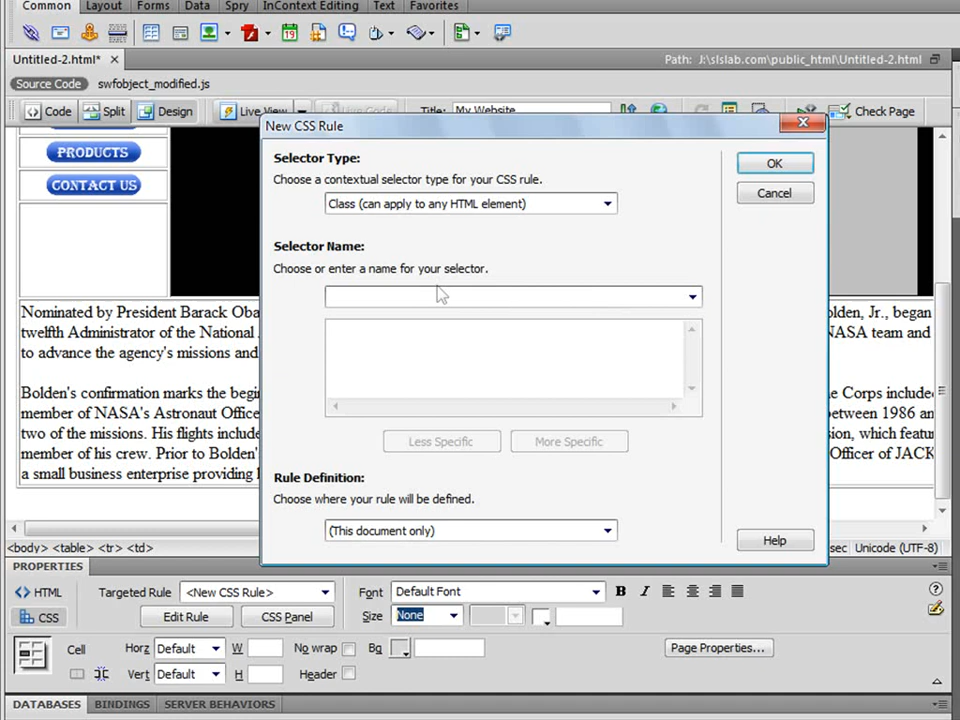 Common Layout Forms Data Spry InContext Editing Text Favorites
Untitled-2.html* Path: J:\slslab.com\public_html\Untitled-2.html
Source Code swfobject_modified.js
Code Split Design Live View Live Code Title: My Website Check Page
New CSS Rule
PRODUCTS
CONTACT US
Selector Type:
Choose a contextual selector type for your CSS rule.
Class (can apply to any HTML element)
OK
Cancel
Selector Name:
Choose or enter a name for your selector.
Less Specific More Specific
Rule Definition:
Choose where your rule will be defined.
(This document only)
Help
Nominated by President Barack Oba olden, Jr., began
twelfth Administrator of the National NASA team and
to advance the agency's missions and
Bolden's confirmation marks the begi e Corps include
member of NASA's Astronaut Office between 1986 an
two of the missions. His flights include sion, which featu
member of his crew. Prior to Bolden' Officer of JACK
a small business enterprise providing
<body> <table> <tr> <td> sec Unicode (UTF-8)
PROPERTIES
HTML Targeted Rule <New CSS Rule> Font Default Font B I
CSS Edit Rule CSS Panel Size None
Cell Horz Default W No wrap Bg Page Properties...
Vert Default H Header
DATABASES BINDINGS SERVER BEHAVIORS